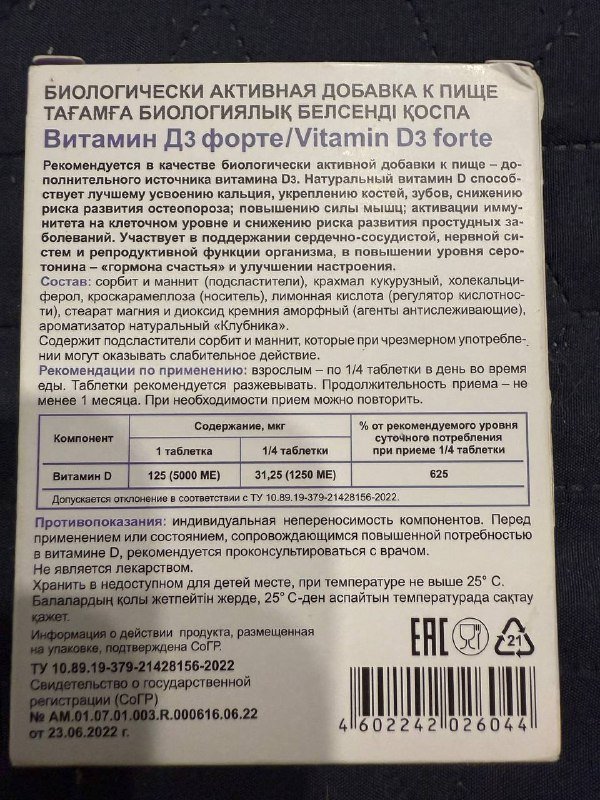 БИОЛОГИЧЕСКИ АКТИВНАЯ ДОБАВКА К ПИЩЕ
ТАҒАМҒА БИОЛОГИЯЛЫҚ БЕЛСЕНДІ ҚОСПА
Витамин Д3 форте/Vitamin D3 forte
Рекомендуется в качестве биологически активной добавки к пище – до-
полнительного источника витамина D3. Натуральный витамин D способ-
ствует лучшему усвоению кальция, укреплению костей, зубов, снижению
риска развития остеопороза; повышению силы мышц; активации имму-
нитета на клеточном уровне и снижению риска развития простудных за-
болеваний. Участвует в поддержании сердечно-сосудистой, нервной си-
стем и репродуктивной функции организма, в повышении уровня серо-
тонина – «гормона счастья» и улучшении настроения.
Состав: сорбит и маннит (подсластители), крахмал кукурузный, холекальци-
ферол, кроскарамеллоза (носитель), лимонная кислота (регулятор кислотнос-
ти), стеарат магния и диоксид кремния аморфный (агенты антислеживающие),
ароматизатор натуральный «Клубника».
Содержит подсластители сорбит и маннит, которые при чрезмерном употребле-
нии могут оказывать слабительное действие.
Рекомендации по применению: взрослым – по 1/4 таблетки в день во время
еды. Таблетки рекомендуется разжевывать. Продолжительность приема – не
менее 1 месяца. При необходимости прием можно повторить.
Компонент
Содержание, мкг
1 таблетка
1/4 таблетки
% от рекомендуемого уровня
суточного потребления
при приеме 1/4 таблетки
Витамин D
125 (5000 МЕ)
31,25 (1250 МЕ)
625
Допускается отклонение в соответствии с ТУ 10.89.19-379-21428156-2022.
Противопоказания: индивидуальная непереносимость компонентов. Перед
применением или состоянием, сопровождающимся повышенной потребностью
в витамине D, рекомендуется проконсультироваться с врачом.
Не является лекарством.
Хранить в недоступном для детей месте, при температуре не выше 25° С.
Балалардың қолы жетпейтін жерде, 25° С-ден аспайтын температурада сақтау
қажет.
Информация о действии продукта, размещенная
на упаковке, подтверждена СоГР.
ТУ 10.89.19-379-21428156-2022
Свидетельство о государственной
регистрации (СоГР)
№ AM.01.07.01.003.R.000616.06.22
от 23.06.2022 г.
EAC
21
4 602242 026044